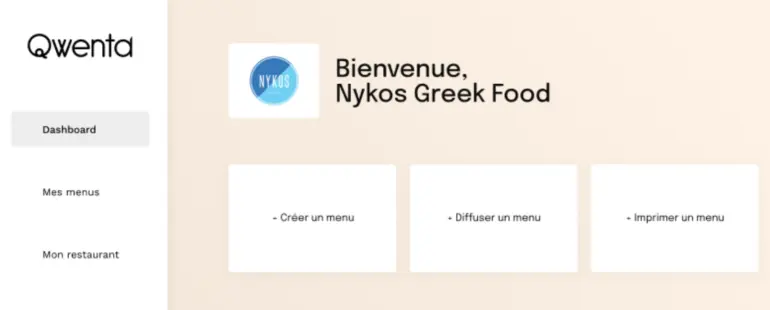 Qwenta
Dashboard
Mes menus
Mon restaurant
NYKOS
Bienvenue,
Nykos Greek Food
+ Créer un menu
+ Diffuser un menu
+ Imprimer un menu